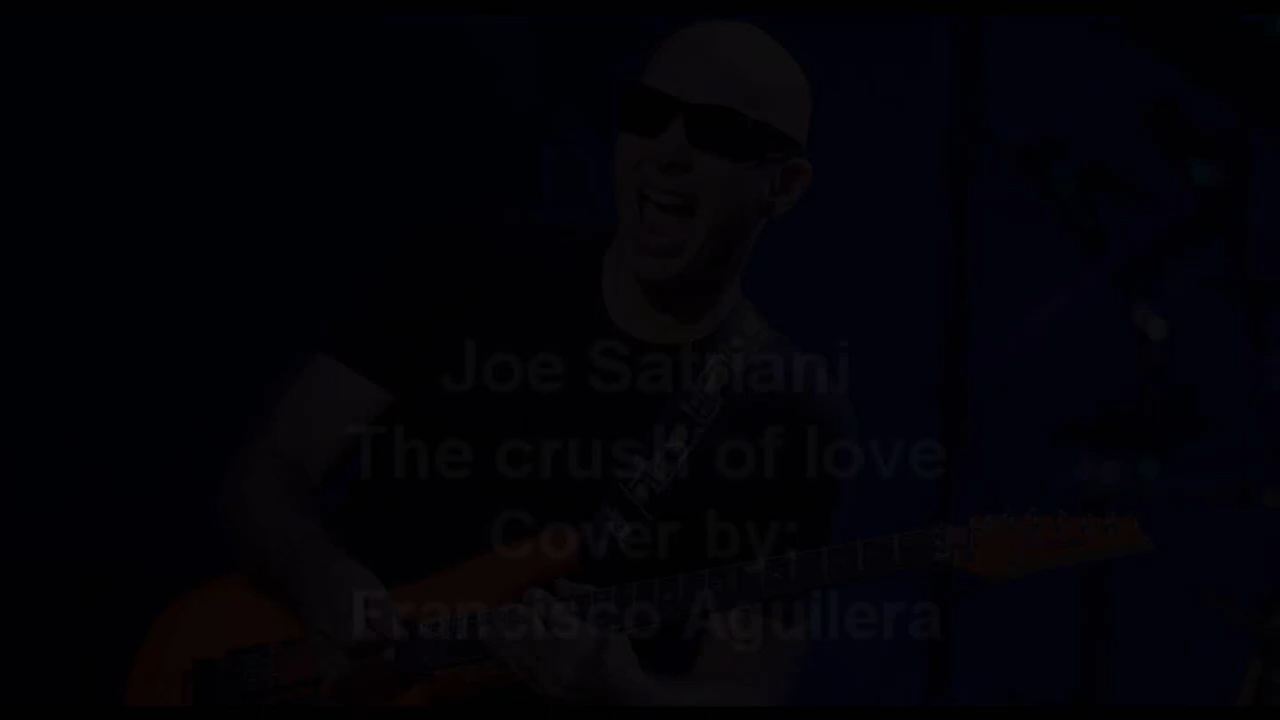 Joe Satriani
The crush of love
Cover by:
Francisco Aguilera